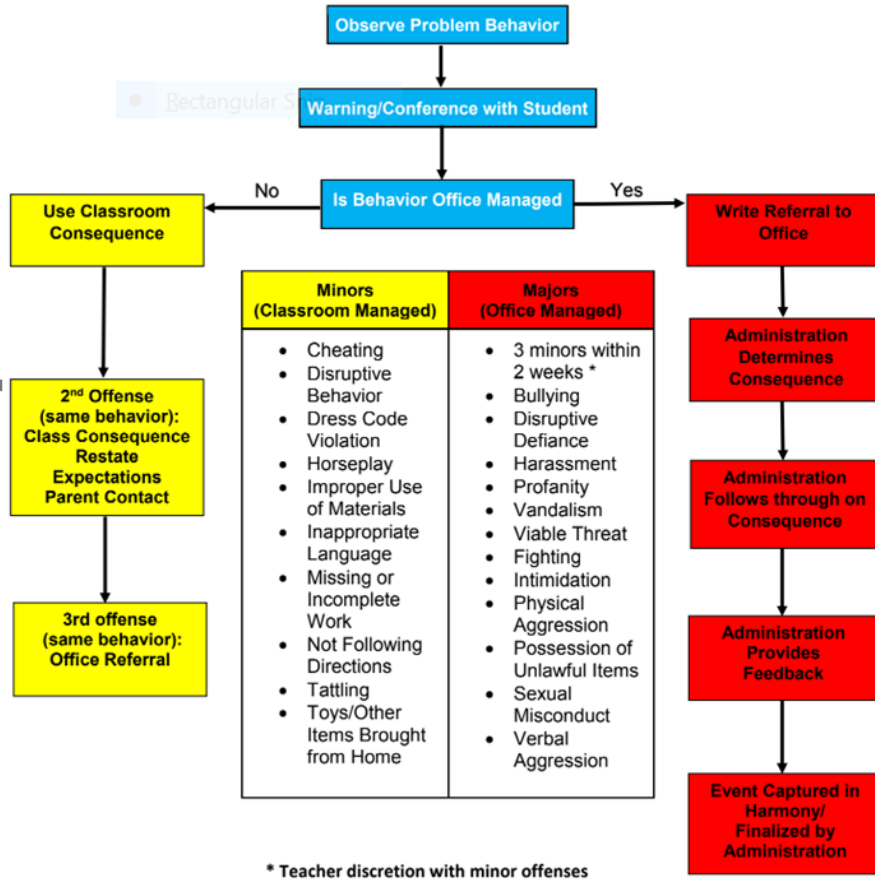 Observe Problem Behavior
Rectangular S
Warning/Conference with Student
No
Is Behavior Office Managed
Yes
Use Classroom
Consequence
2nd Offense
(same behavior):
Class Consequence
Restate
Expectations
Parent Contact
3rd offense
(same behavior):
Office Referral
Minors
(Classroom Managed)
• Cheating
• Disruptive
Behavior
• Dress Code
Violation
• Horseplay
• Improper Use
of Materials
• Inappropriate
Language
• Missing or
Incomplete
Work
• Not Following
Directions
• Tattling
• Toys/Other
Items Brought
from Home
Majors
(Office Managed)
• 3 minors within
2 weeks *
• Bullying
• Disruptive
Defiance
• Harassment
• Profanity
• Vandalism
• Viable Threat
• Fighting
• Intimidation
• Physical
Aggression
• Possession of
Unlawful Items
• Sexual
Misconduct
• Verbal
Aggression
Write Referral to
Office
Administration
Determines
Consequence
Administration
Follows through on
Consequence
Administration
Provides
Feedback
Event Captured in
Harmony/
Finalized by
Administration
* Teacher discretion with minor offenses